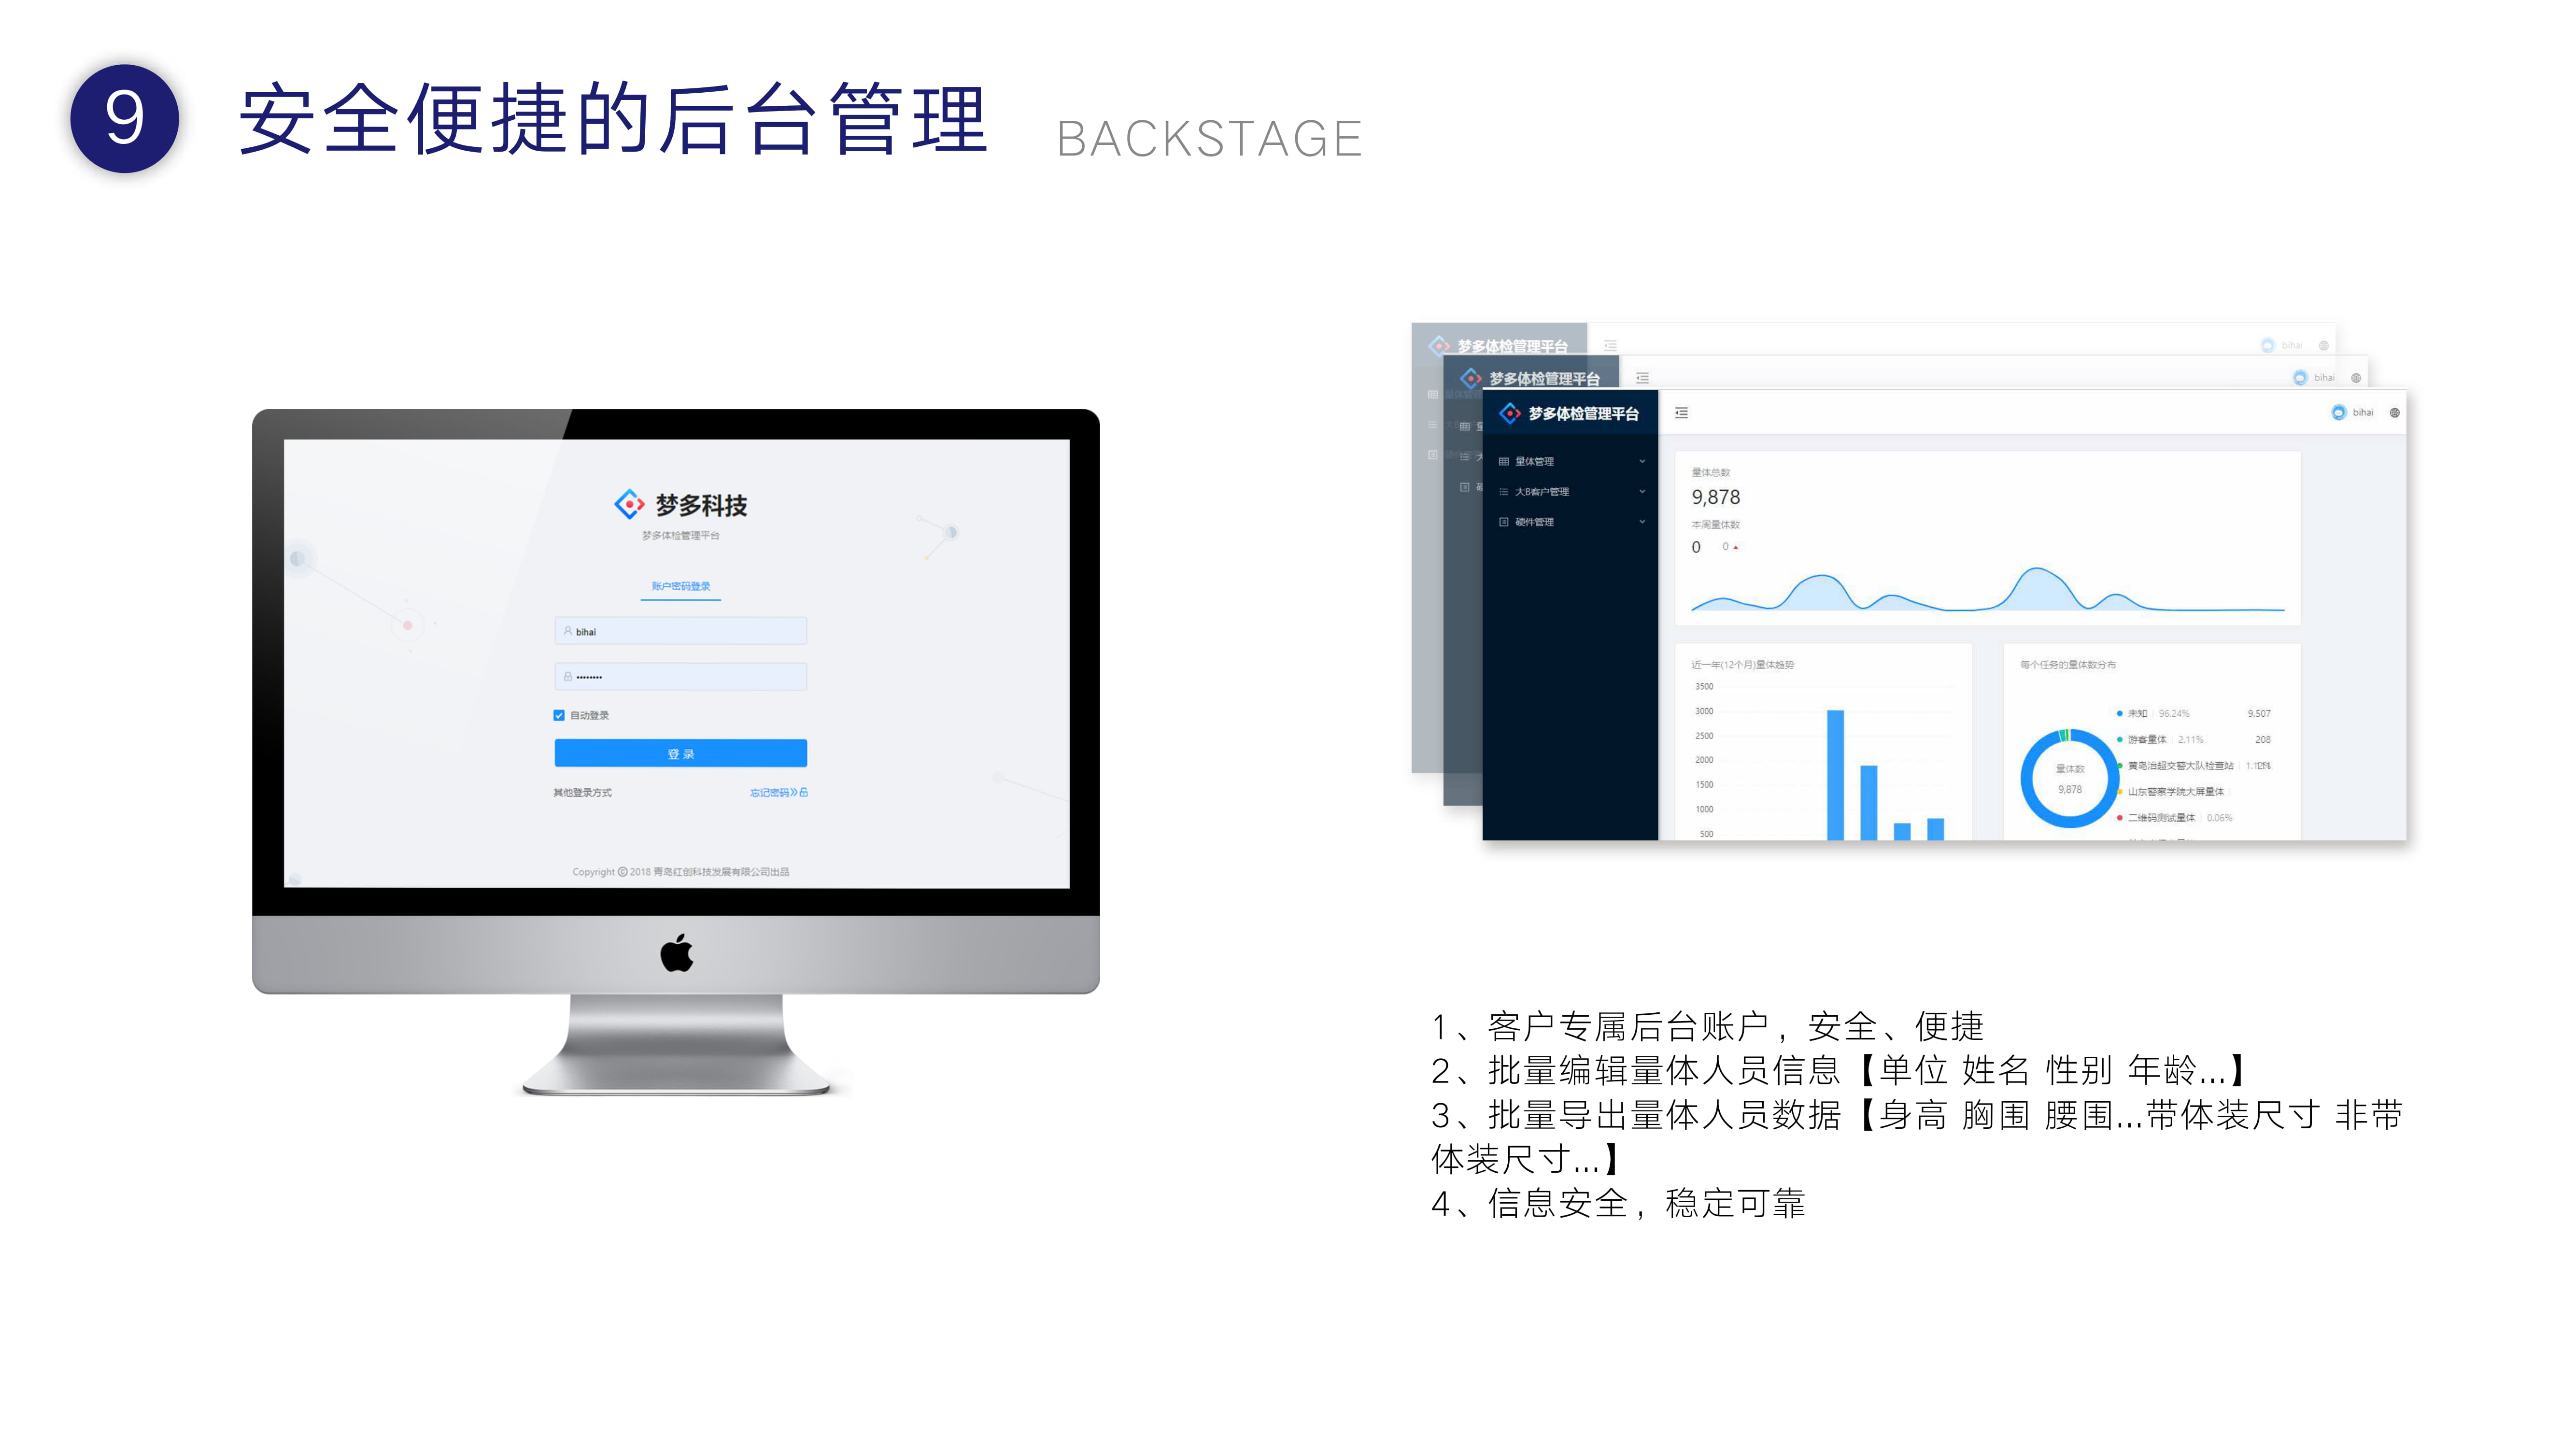 9
安全便捷的后台管理 BACKSTAGE
梦多科技
梦多体检管理平台
账户密码登录
bihai
••••••••
自动登录
登 录
其他登录方式 忘记密码
Copyright © 2018 青岛红创科技发展有限公司出品
梦多体检管理平台 bihai
梦多体检管理平台 bihai
梦多体检管理平台 bihai
量体管理
大B客户管理
硬件管理
量体总数
9,878
本周量体数
0 0
近一年(12个月)量体趋势
3500
3000
2500
2000
1500
1000
500
每个任务的量体数分布
量体数
9,878
未知 96.24% 9,507
游客量体 2.11% 208
黄岛治超交警大队检查站
山东警察学院大屏量体
二维码测试量体 0.06%
1、客户专属后台账户，安全、便捷
2、批量编辑量体人员信息【单位 姓名 性别 年龄...】
3、批量导出量体人员数据【身高 胸围 腰围...带体装尺寸 非带
体装尺寸...】
4、信息安全，稳定可靠